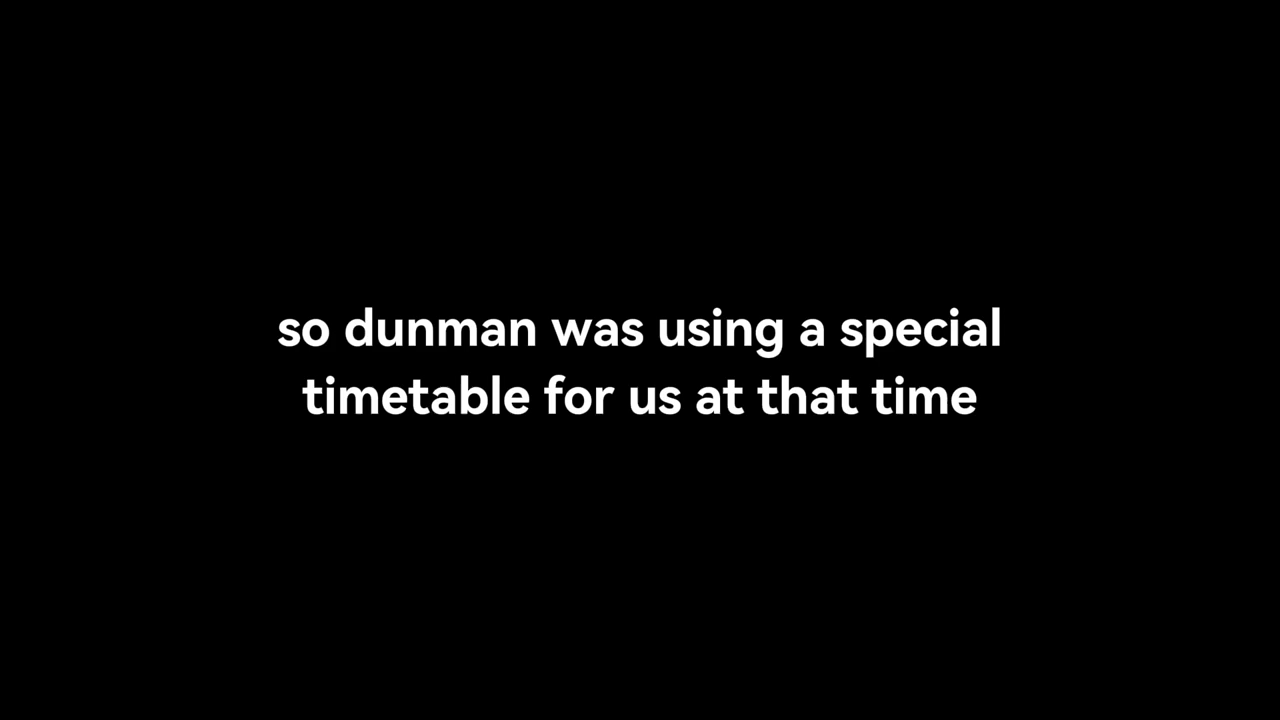 so dunman was using a special
timetable for us at that time